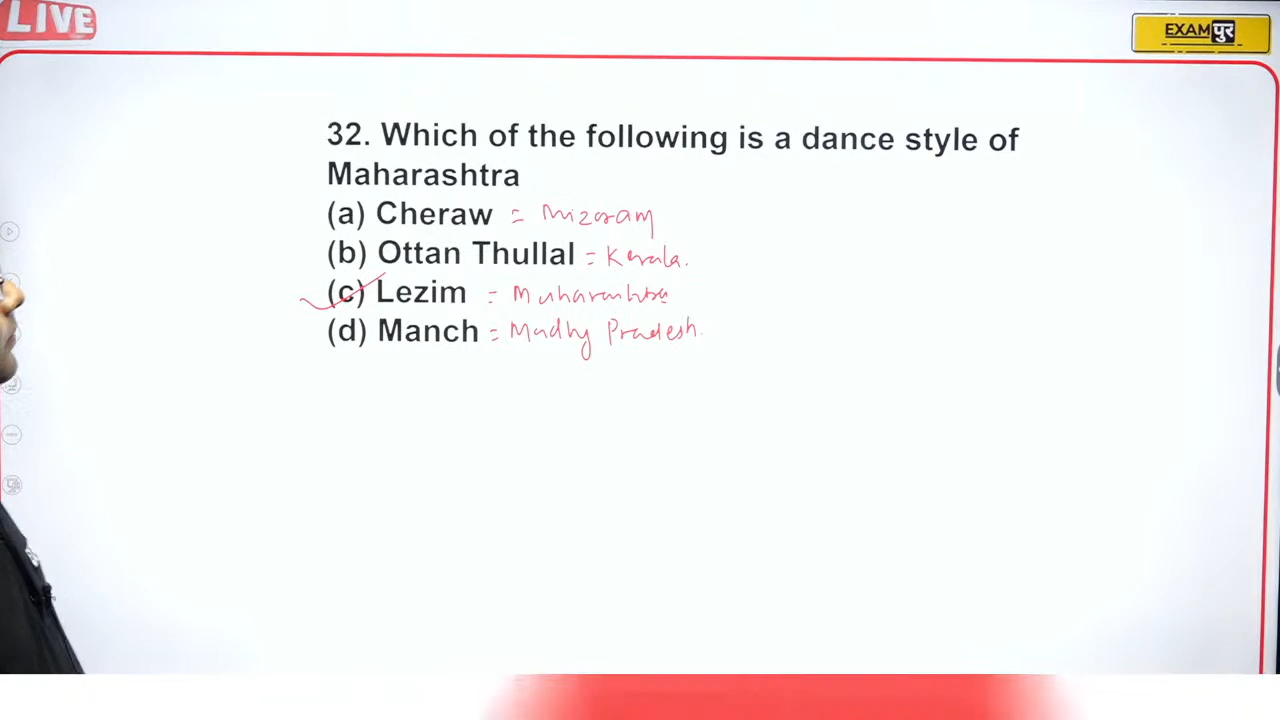 LIVE
EXAMपुर
32. Which of the following is a dance style of
Maharashtra
(a) Cheraw = Mizoram
(b) Ottan Thullal = Kerala.
(c) Lezim = Maharashtra
(d) Manch = Madhy Pradesh.